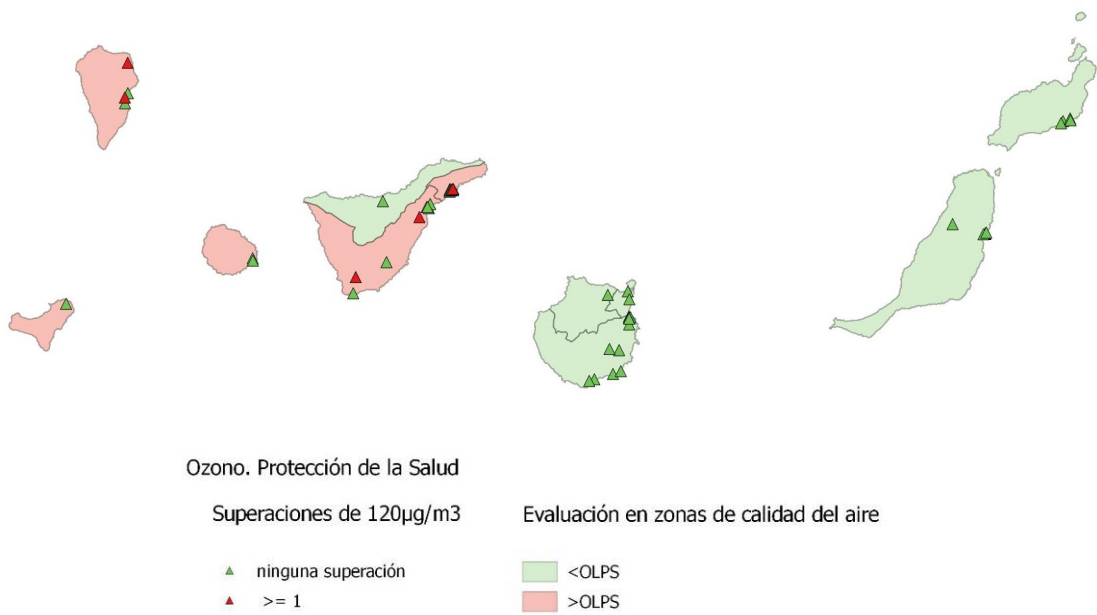 Ozono. Protección de la Salud
Superaciones de 120µg/m3
ninguna superación
>= 1
Evaluación en zonas de calidad del aire
<OLPS
>OLPS